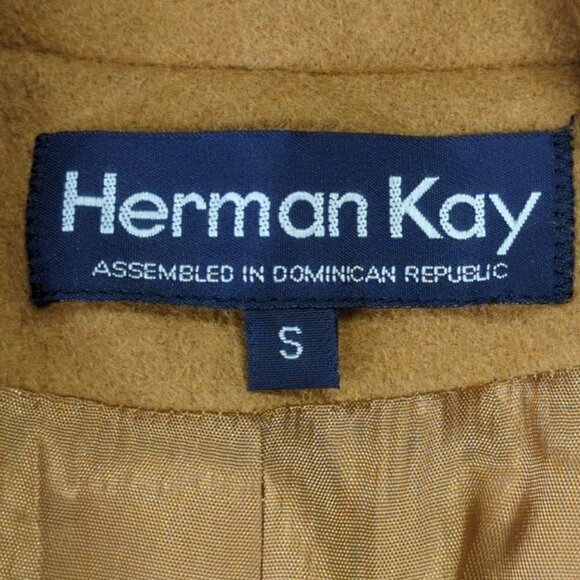 Herman Kay
ASSEMBLED IN DOMINICAN REPUBLIC
S